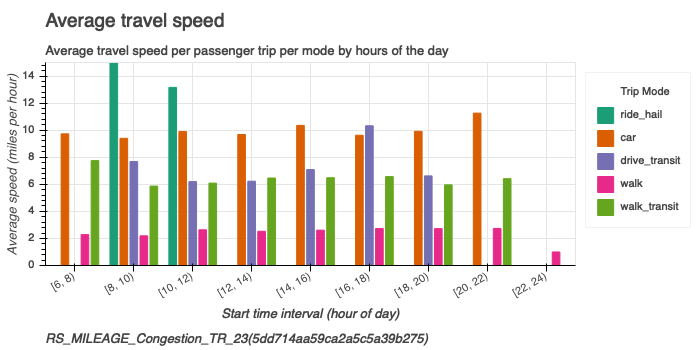 Average travel speed
Average travel speed per passenger trip per mode by hours of the day
Average speed (miles per hour)
14
12
10
8
6
4
2
0
[6, 8)
[8, 10)
[10, 12)
[12, 14)
[14, 16)
[16, 18)
[18, 20)
[20, 22)
[22, 24)
Start time interval (hour of day)
Trip Mode
ride_hail
car
drive_transit
walk
walk_transit
RS_MILEAGE_Congestion_TR_23(5dd714aa59ca2a5c5a39b275)